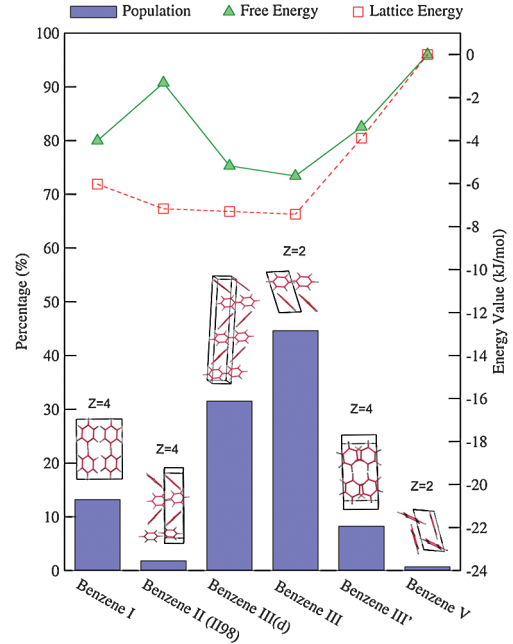 Population Free Energy Lattice Energy
100
90
80
70
60
50
40
30
20
10
0
Percentage (%)
0
-2
-4
-6
-8
-10
-12
-14
-16
-18
-20
-22
-24
Energy Value (kJ/mol)
Z=4
Z=4
Z=2
Z=4
Z=2
Benzene I
Benzene II (II98)
Benzene III(d)
Benzene III
Benzene III'
Benzene V